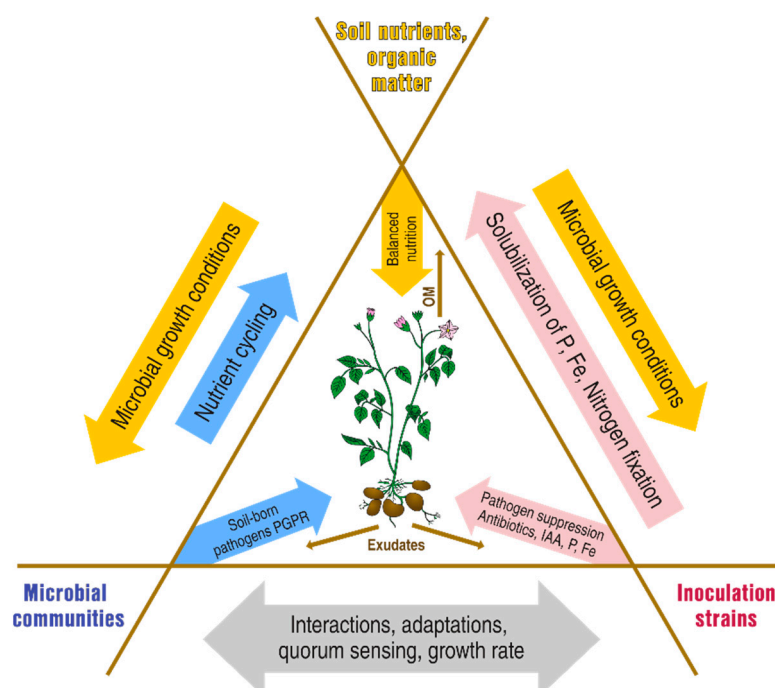 Soil nutrients,
organic
matter
Balanced
nutrition
OM
Microbial growth conditions
Nutrient cycling
Microbial growth conditions
Solubilization of P, Fe, Nitrogen fixation
Soil-born
pathogens PGPR
Exudates
Pathogen suppression
Antibiotics, IAA, P, Fe
Microbial
communities
Inoculation
strains
Interactions, adaptations,
quorum sensing, growth rate